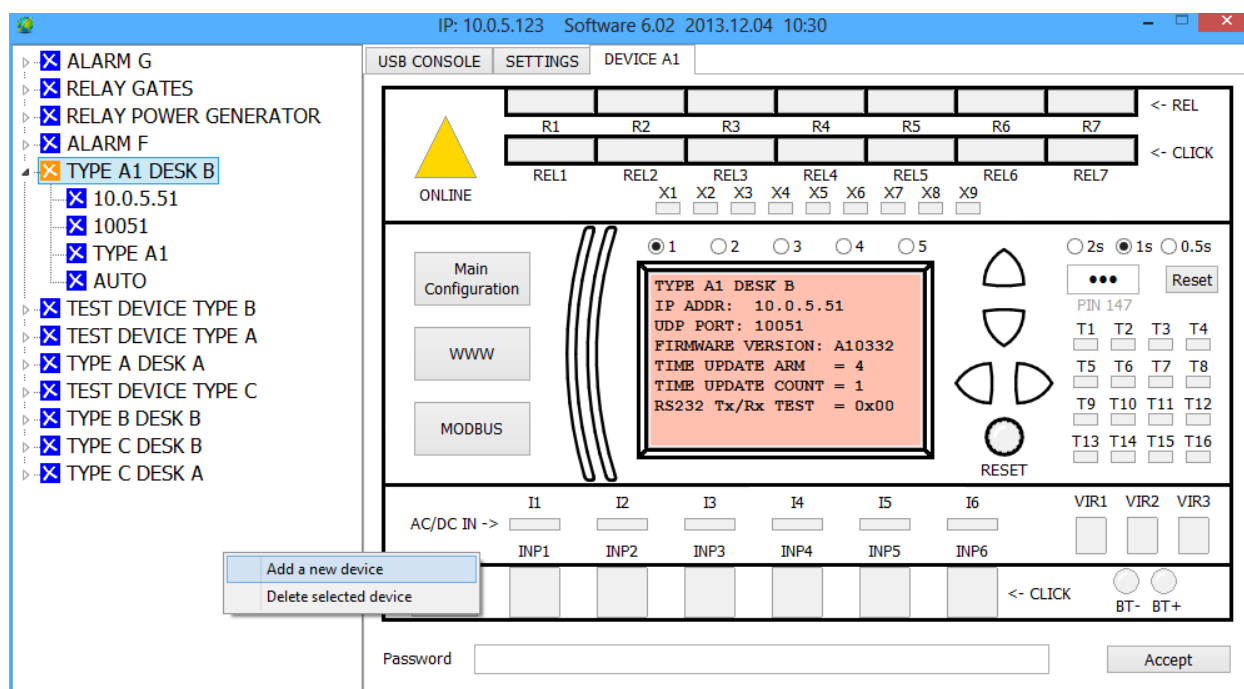 IP: 10.0.5.123 Software 6.02 2013.12.04 10:30
ALARM G
RELAY GATES
RELAY POWER GENERATOR
ALARM F
TYPE A1 DESK B
10.0.5.51
10051
TYPE A1
AUTO
TEST DEVICE TYPE B
TEST DEVICE TYPE A
TYPE A DESK A
TEST DEVICE TYPE C
TYPE B DESK B
TYPE C DESK B
TYPE C DESK A
Add a new device
Delete selected device
USB CONSOLE SETTINGS DEVICE A1
<- REL
R1 R2 R3 R4 R5 R6 R7
<- CLICK
REL1 REL2 REL3 REL4 REL5 REL6 REL7
ONLINE
X1 X2 X3 X4 X5 X6 X7 X8 X9
1 2 3 4 5
2s 1s 0.5s
Main
Configuration
WWW
MODBUS
TYPE A1 DESK B
IP ADDR: 10.0.5.51
UDP PORT: 10051
FIRMWARE VERSION: A10332
TIME UPDATE ARM = 4
TIME UPDATE COUNT = 1
RS232 Tx/Rx TEST = 0x00
RESET
Reset
PIN 147
T1 T2 T3 T4
T5 T6 T7 T8
T9 T10 T11 T12
T13 T14 T15 T16
I1 I2 I3 I4 I5 I6
VIR1 VIR2 VIR3
AC/DC IN ->
INP1 INP2 INP3 INP4 INP5 INP6
<- CLICK
BT- BT+
Password
Accept